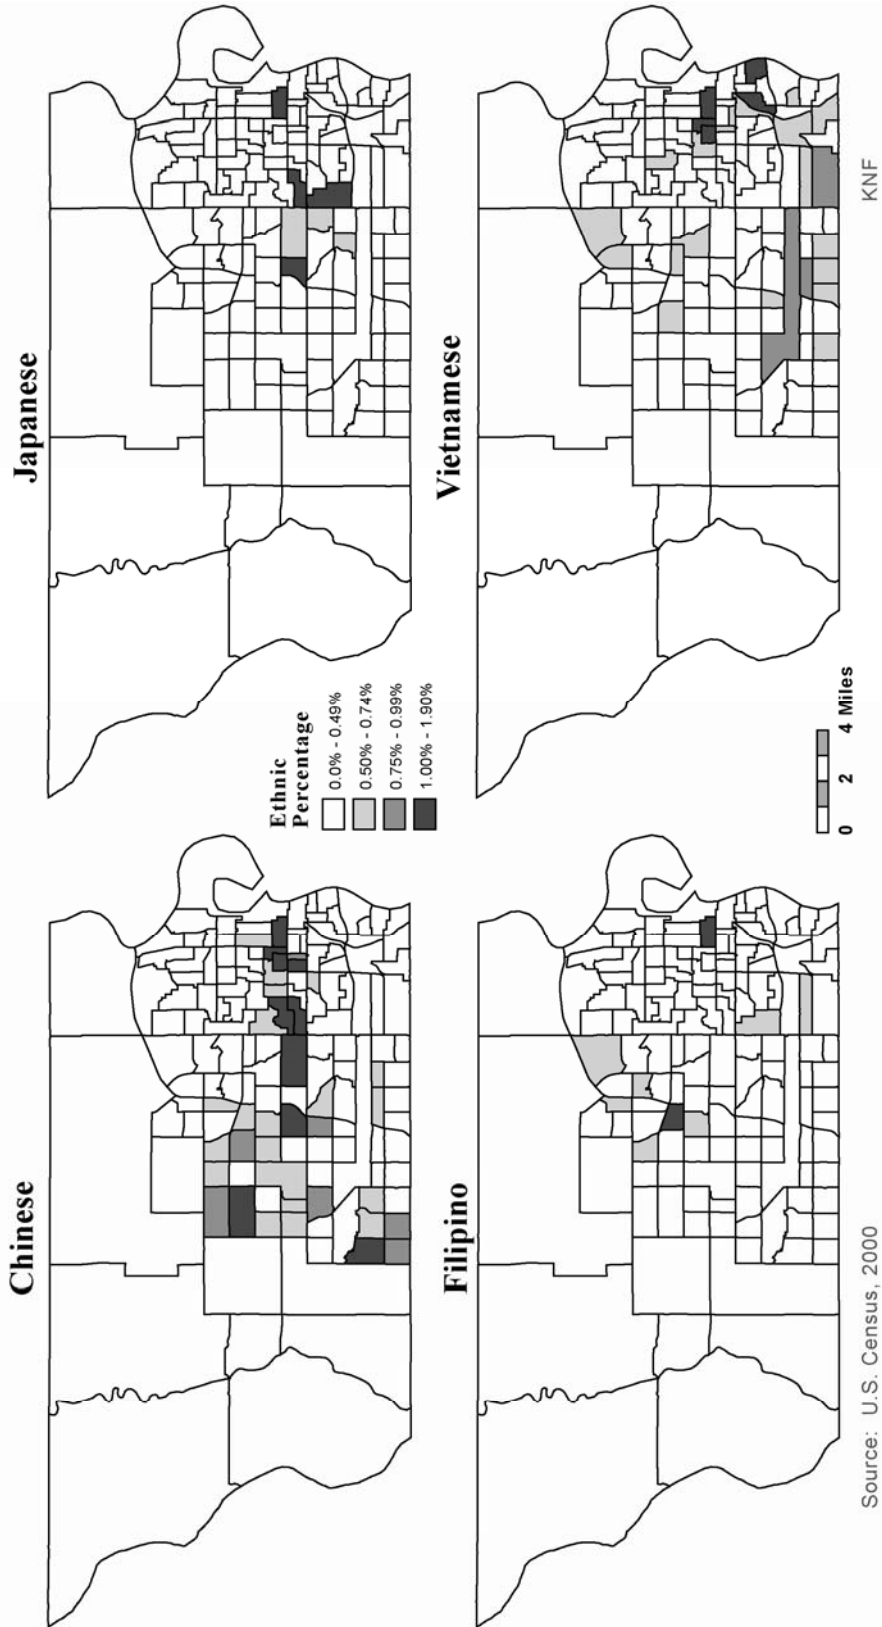 Chinese
Japanese
Ethnic
Percentage
0.0% - 0.49%
0.50% - 0.74%
0.75% - 0.99%
1.00% - 1.90%
Filipino
Vietnamese
0 2 4 Miles
Source: U.S. Census, 2000
KNF